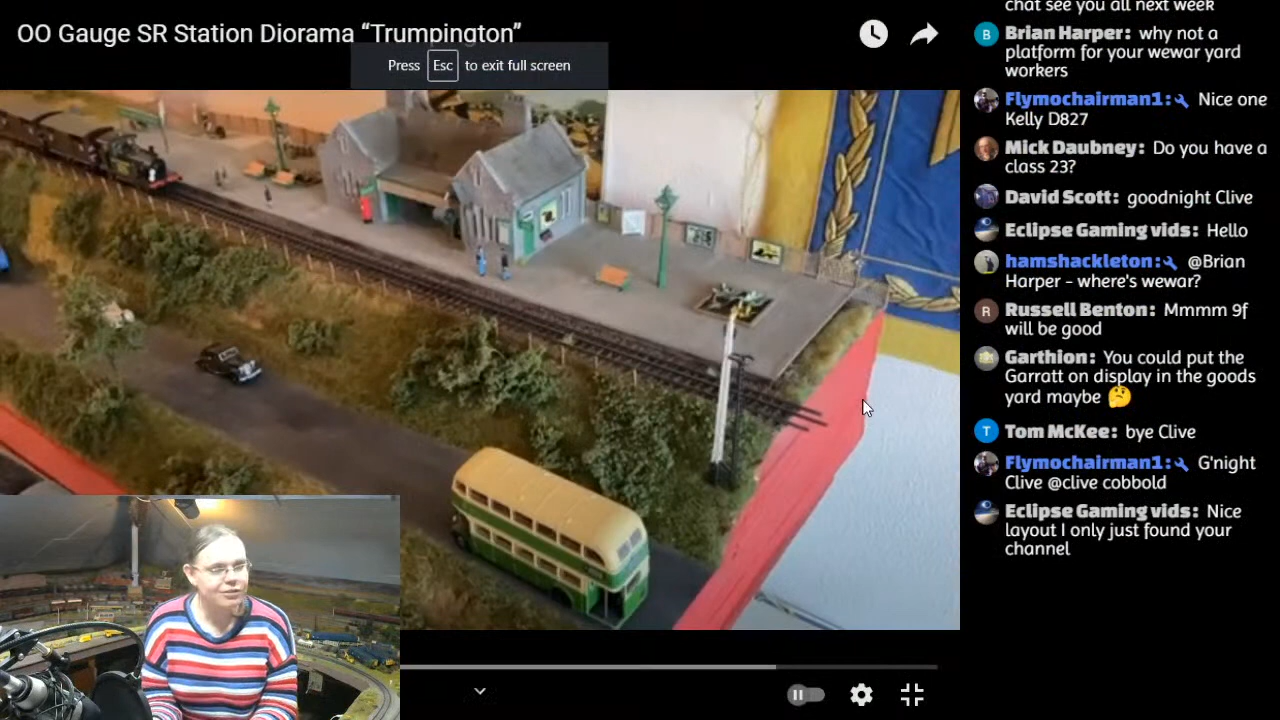 OO Gauge SR Station Diorama “Trumpington”
Press Esc to exit full screen
chat see you all next week
Brian Harper: why not a
platform for your wewar yard
workers
Flymochairman1: Nice one
Kelly D827
Mick Daubney: Do you have a
class 23?
David Scott: goodnight Clive
Eclipse Gaming vids: Hello
hamshackleton: @Brian
Harper - where's wewar?
Russell Benton: Mmmm 9f
will be good
Garthion: You could put the
Garratt on display in the goods
yard maybe 🤔
Tom McKee: bye Clive
Flymochairman1: G'night
Clive @clive cobbold
Eclipse Gaming vids: Nice
layout I only just found your
channel